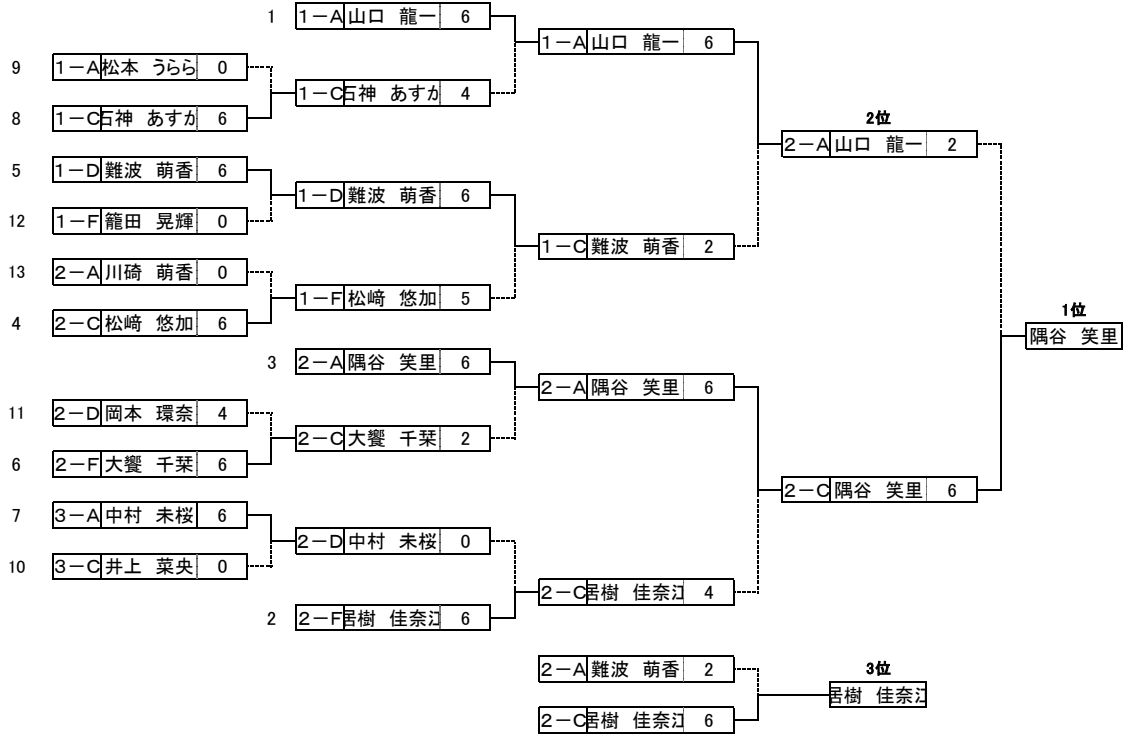 1 1－A 山口 龍一 6
1－A 山口 龍一 6
9 1－A 松本 うらら 0
1－C 石神 あすか 4
8 1－C 石神 あすか 6
2位
2－A 山口 龍一 2
5 1－D 難波 萌香 6
1－D 難波 萌香 6
12 1－F 籠田 晃輝 0
1－C 難波 萌香 2
13 2－A 川碕 萌香 0
1－F 松﨑 悠加 5
4 2－C 松﨑 悠加 6
1位
隅谷 笑里
3 2－A 隅谷 笑里 6
2－A 隅谷 笑里 6
11 2－D 岡本 環奈 4
2－C 大饗 千栞 2
6 2－F 大饗 千栞 6
2－C 隅谷 笑里 6
7 3－A 中村 未桜 6
2－D 中村 未桜 0
10 3－C 井上 菜央 0
2－C 居樹 佳奈江 4
2 2－F 居樹 佳奈江 6
2－A 難波 萌香 2
3位
居樹 佳奈江
2－C 居樹 佳奈江 6